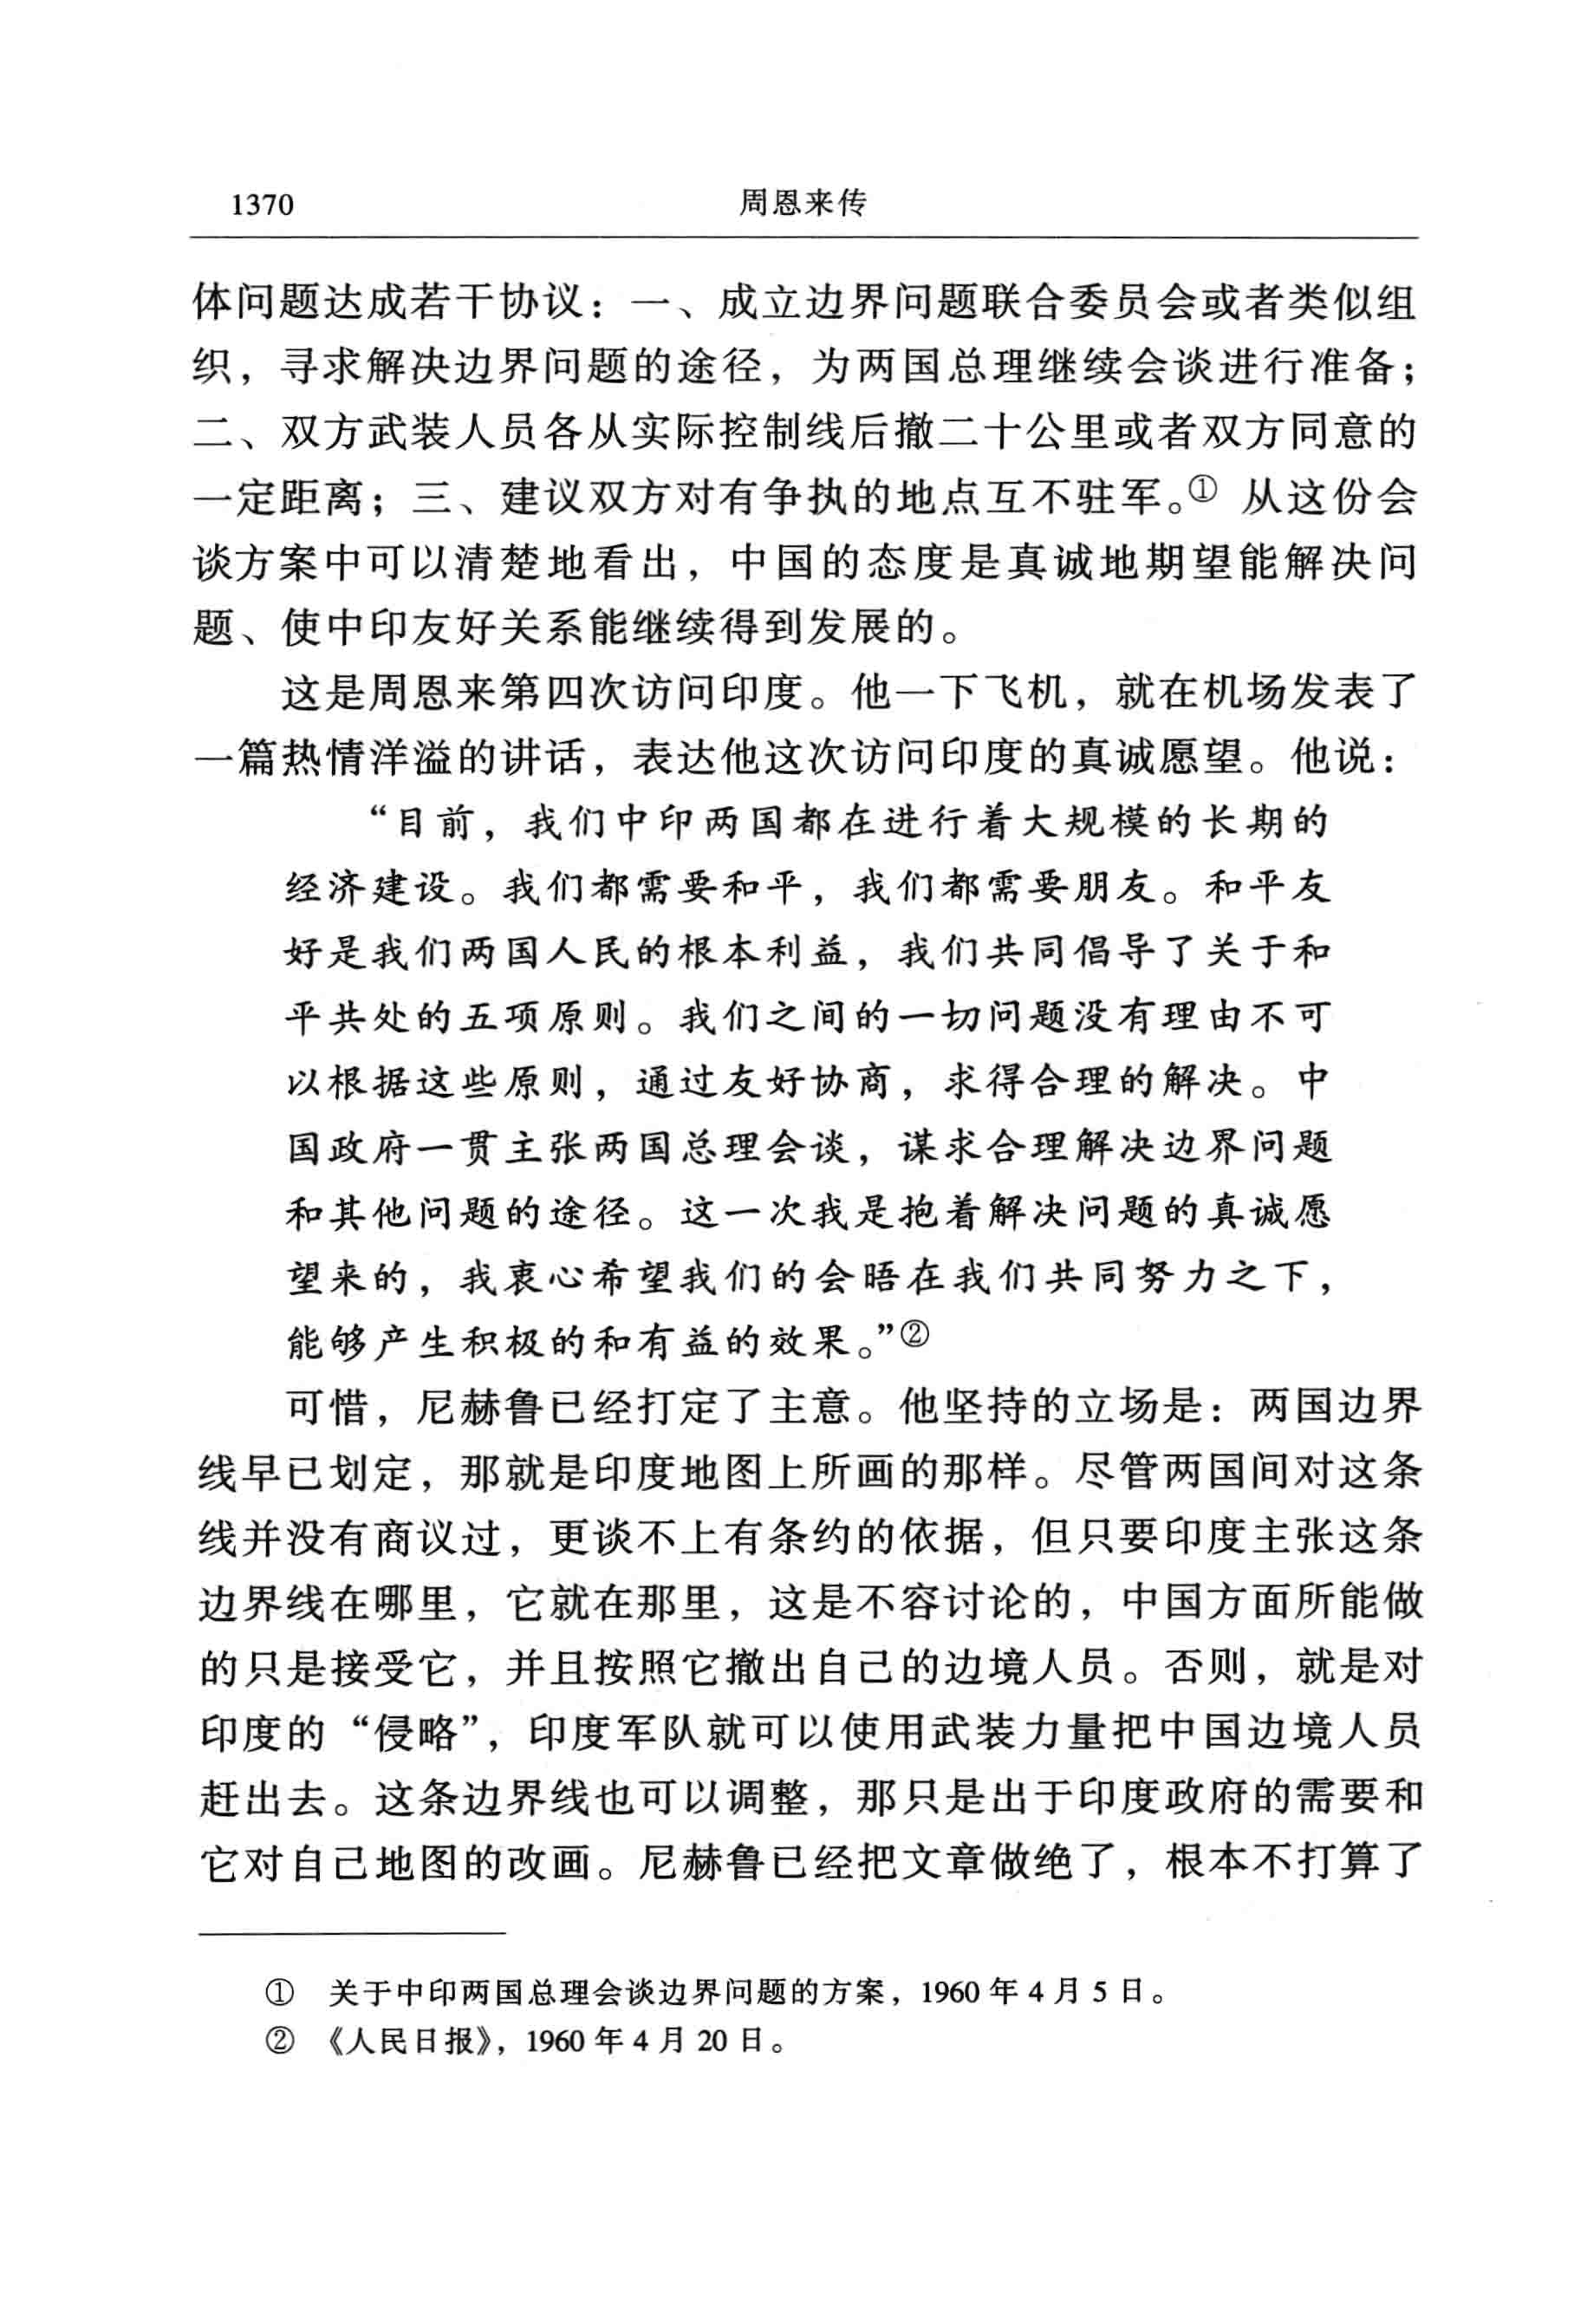 1370 周恩来传
体问题达成若干协议：一、成立边界问题联合委员会或者类似组
织，寻求解决边界问题的途径，为两国总理继续会谈进行准备；
二、双方武装人员各从实际控制线后撤二十公里或者双方同意的
一定距离；三、建议双方对有争执的地点互不驻军。① 从这份会
谈方案中可以清楚地看出，中国的态度是真诚地期望能解决问
题、使中印友好关系能继续得到发展的。
这是周恩来第四次访问印度。他一下飞机，就在机场发表了
一篇热情洋溢的讲话，表达他这次访问印度的真诚愿望。他说：
“目前，我们中印两国都在进行着大规模的长期的
经济建设。我们都需要和平，我们都需要朋友。和平友
好是我们两国人民的根本利益，我们共同倡导了关于和
平共处的五项原则。我们之间的一切问题没有理由不可
以根据这些原则，通过友好协商，求得合理的解决。中
国政府一贯主张两国总理会谈，谋求合理解决边界问题
和其他问题的途径。这一次我是抱着解决问题的真诚愿
望来的，我衷心希望我们的会晤在我们共同努力之下，
能够产生积极的和有益的效果。”②
可惜，尼赫鲁已经打定了主意。他坚持的立场是：两国边界
线早已划定，那就是印度地图上所画的那样。尽管两国间对这条
线并没有商议过，更谈不上有条约的依据，但只要印度主张这条
边界线在哪里，它就在那里，这是不容讨论的，中国方面所能做
的只是接受它，并且按照它撤出自己的边境人员。否则，就是对
印度的“侵略”，印度军队就可以使用武装力量把中国边境人员
赶出去。这条边界线也可以调整，那只是出于印度政府的需要和
它对自己地图的改画。尼赫鲁已经把文章做绝了，根本不打算了
① 关于中印两国总理会谈边界问题的方案，1960 年 4 月 5 日。
② 《人民日报》，1960 年 4 月 20 日。